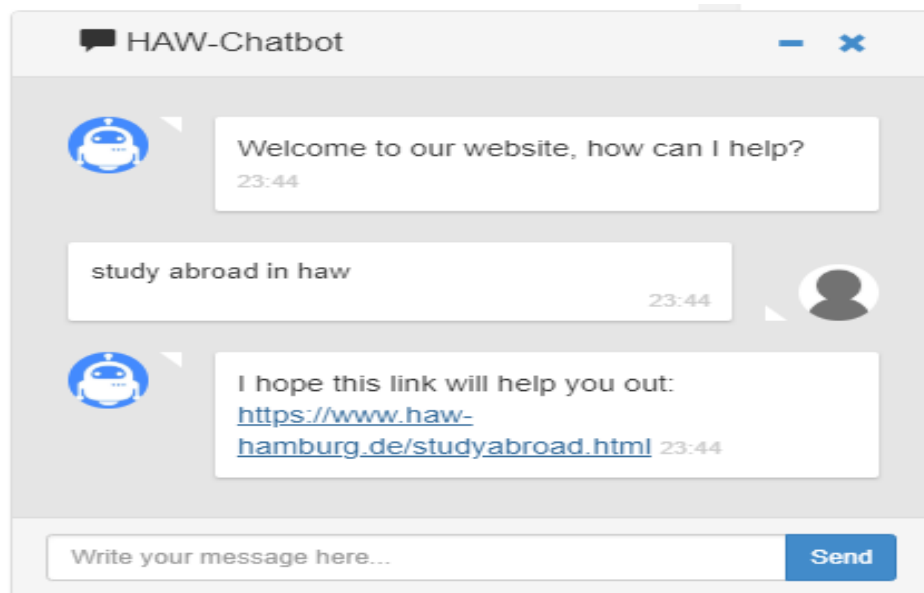 HAW-Chatbot
Welcome to our website, how can I help?
23:44
study abroad in haw
23:44
I hope this link will help you out:
https://www.haw-
hamburg.de/studyabroad.html 23:44
Write your message here...
Send